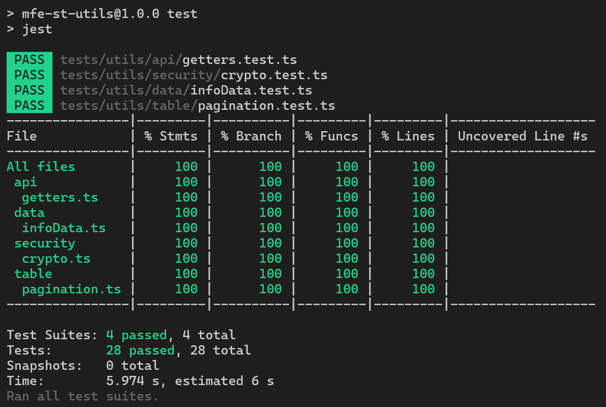 > mfe-st-utils@1.0.0 test
> jest
PASS tests/utils/api/getters.test.ts
PASS tests/utils/security/crypto.test.ts
PASS tests/utils/data/infoData.test.ts
PASS tests/utils/table/pagination.test.ts
----------------|---------|----------|---------|---------|-------------------
File            | % Stmts | % Branch | % Funcs | % Lines | Uncovered Line #s
----------------|---------|----------|---------|---------|-------------------
All files       |     100 |      100 |     100 |     100 |
 api            |     100 |      100 |     100 |     100 |
  getters.ts    |     100 |      100 |     100 |     100 |
 data           |     100 |      100 |     100 |     100 |
  infoData.ts   |     100 |      100 |     100 |     100 |
 security       |     100 |      100 |     100 |     100 |
  crypto.ts     |     100 |      100 |     100 |     100 |
 table          |     100 |      100 |     100 |     100 |
  pagination.ts |     100 |      100 |     100 |     100 |
----------------|---------|----------|---------|---------|-------------------
Test Suites: 4 passed, 4 total
Tests:       28 passed, 28 total
Snapshots:   0 total
Time:        5.974 s, estimated 6 s
Ran all test suites.